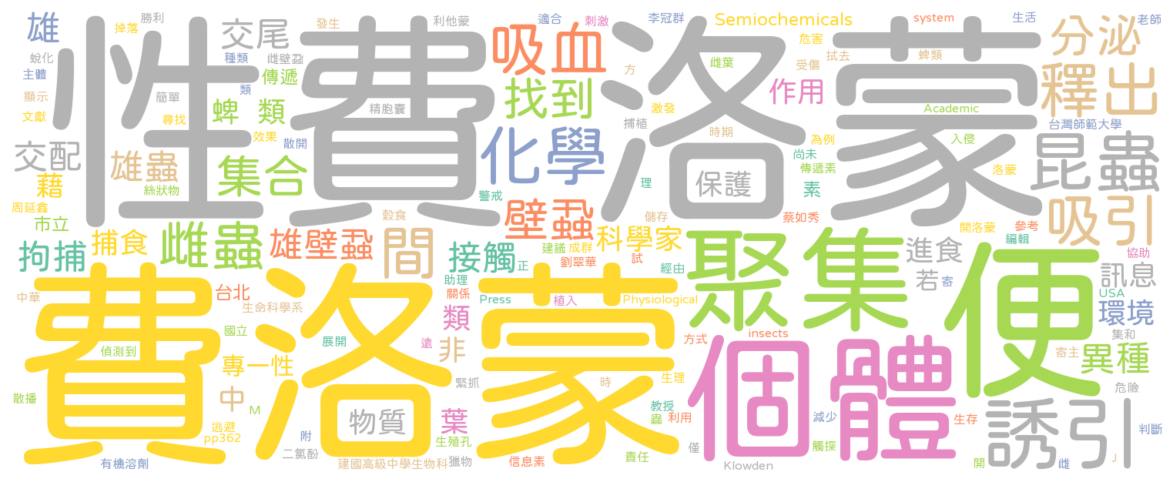 性費洛蒙
費洛蒙
便
個體
聚集
昆蟲
誘引
化學
吸血
找到
釋出
分泌
吸引
間
雌蟲
集合
壁蝨
雄壁蝨
接觸
科學家
拘捕
捕食
交尾
交配
雄
雄蟲
蜱 類
傳遞
藉
市立
作用
保護
素
進食
若
訊息
環境
異種
物質
葉
非
類
專一性
中
台北
Semiochemicals
system
李冠群
適合
刺激
利他蒙
發生
勝利
掉落
蛻化
主體
顯示
文獻
種類
雌壁蝨
類
簡單
尋找
效果
散開
精胞囊
絲狀物
周延鑫
穀食
警戒
捕植
激發
方
雌葉
時期
危害
拭去
受傷
蜱類
生活
老師
Academic
台灣師範大學
為例
入侵
尚未
傳遞素
洛蒙
理
儲存
蔡如秀
建議
成群
劉翠華
試
經由
正
助理
關係
Press
植入
Physiological
開洛蒙
編輯
參考
協助
寄
USA
集和
寄主
危險
判斷
insects
方式
生理
時
緊抓
遠
展開
生命科學系
國立
中華
偵測到
散播
M
逃避
pp362
附
二氯酚
有機溶劑
建國高級中學生物科
獵物
生殖孔
信息素
責任
教授
蟲
利用
僅
減少
觸探
Klowden
生存
開
雌
J